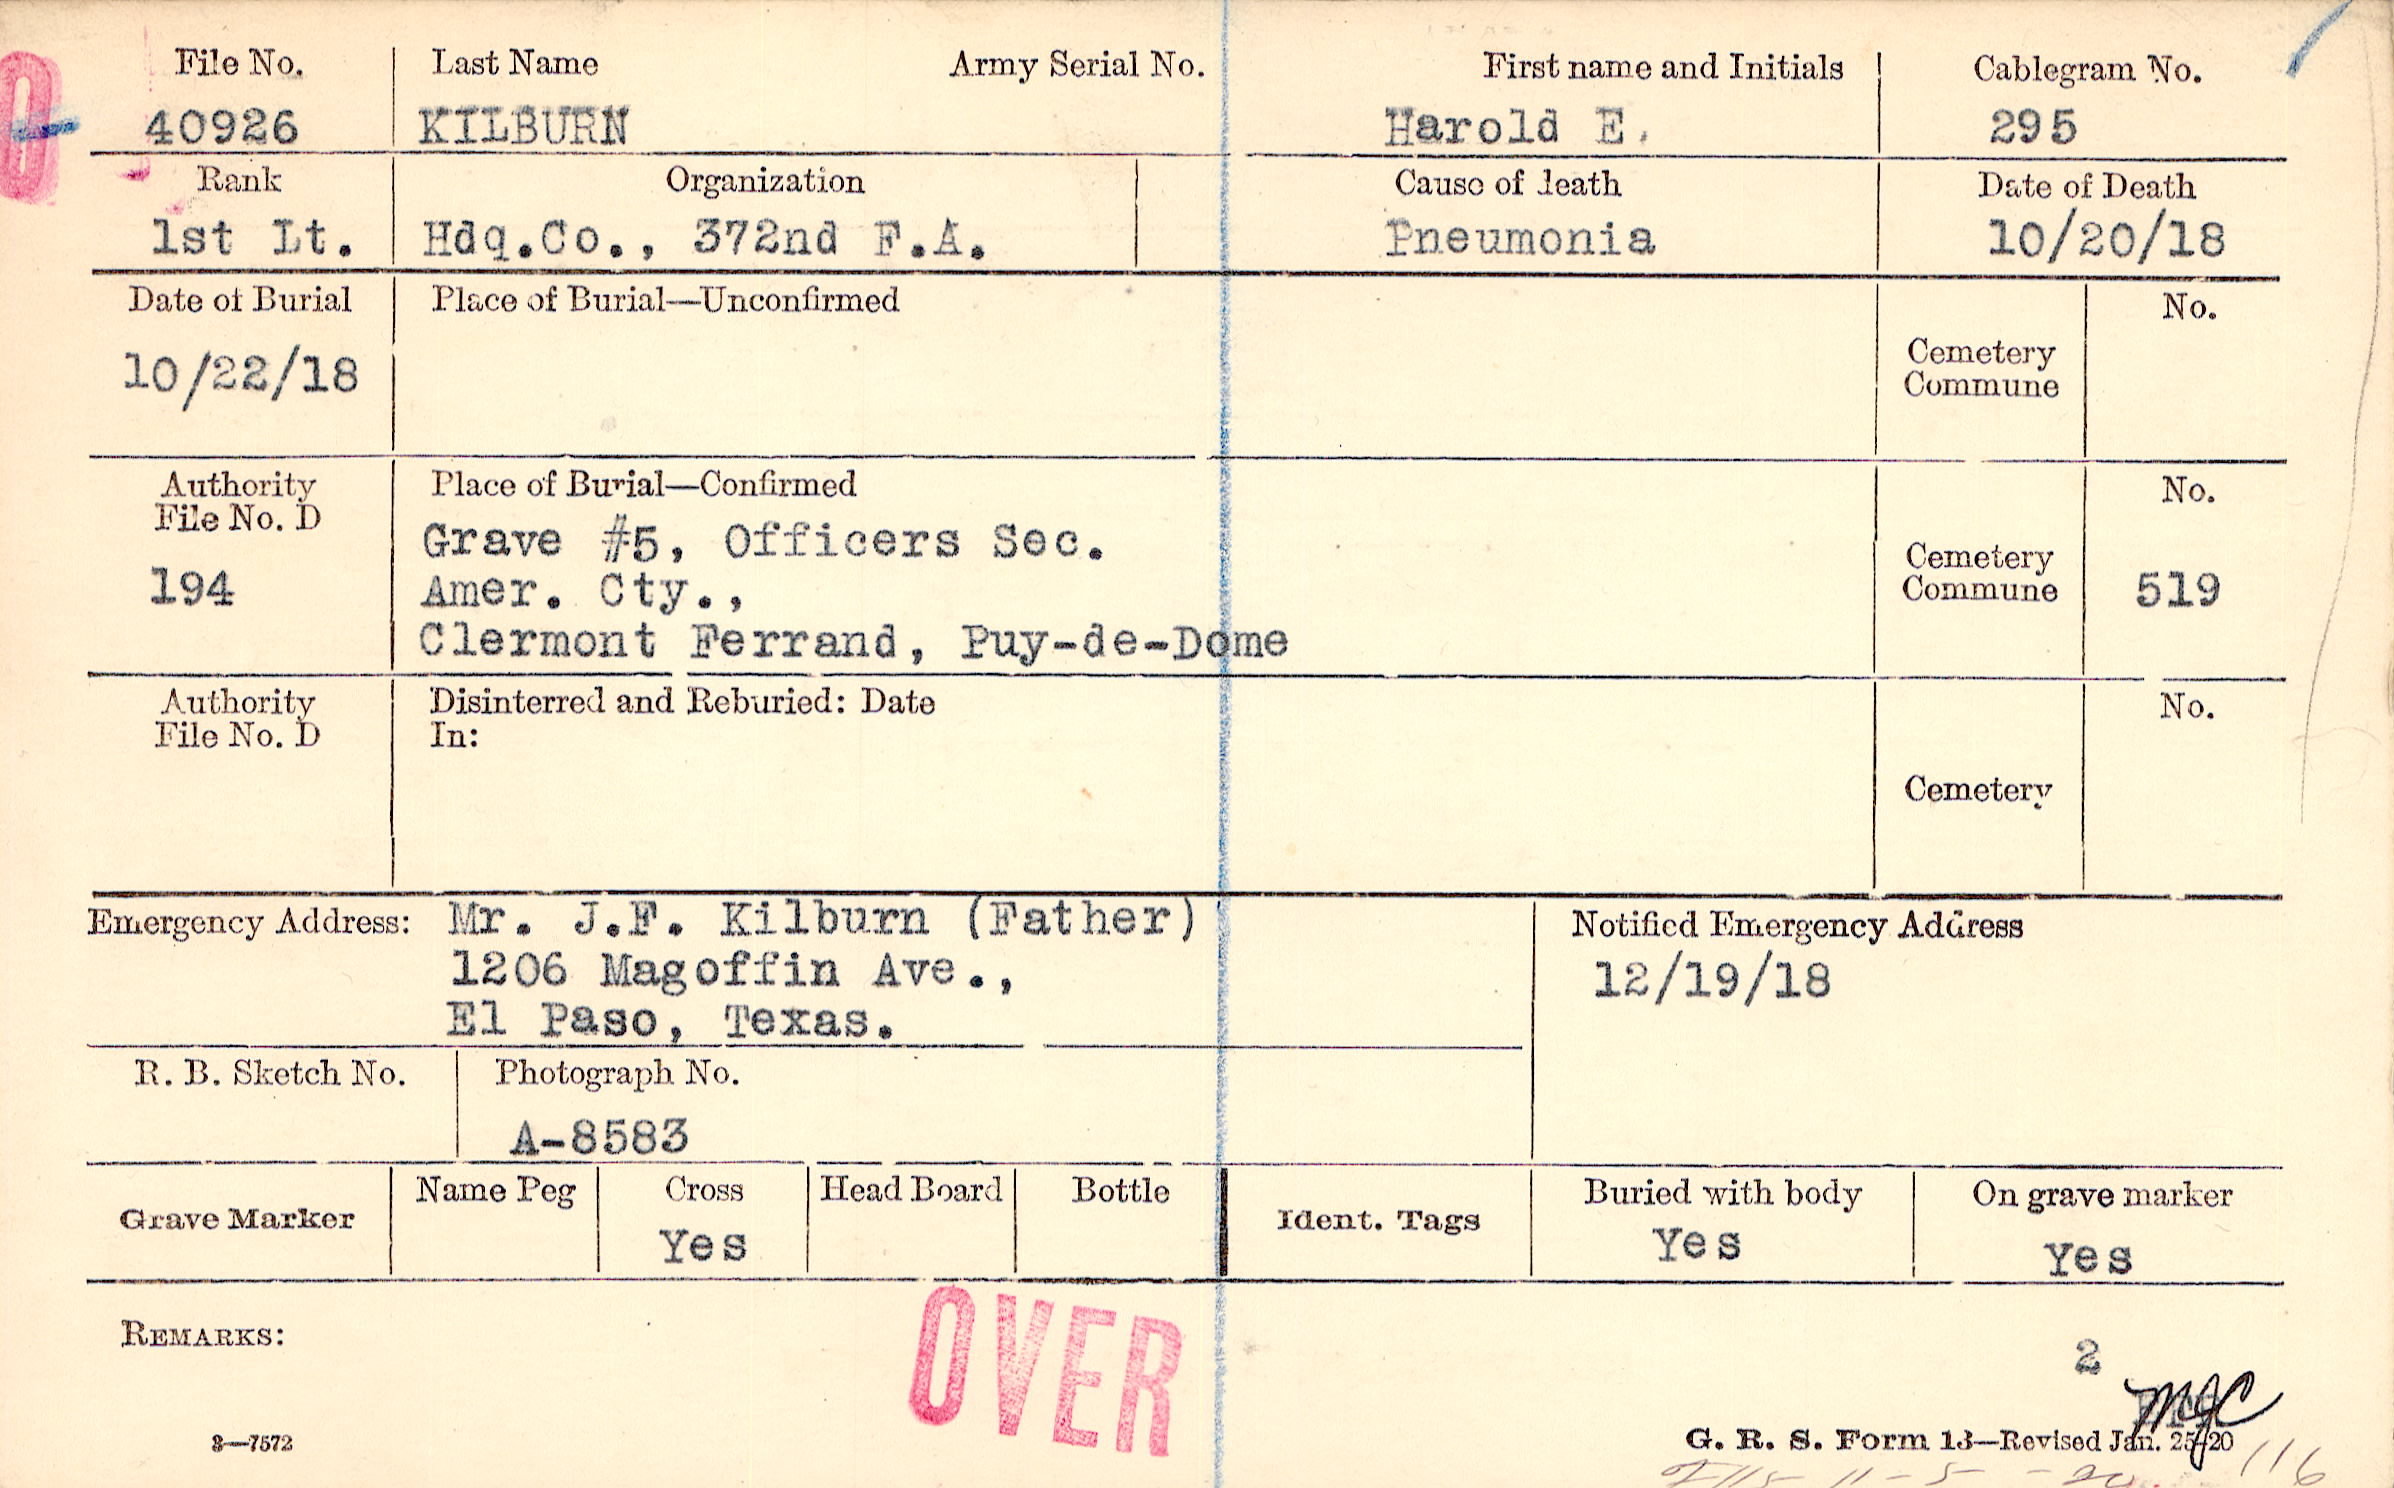 File No. Last Name Army Serial No. First name and Initials Cablegram No.
40926 KILBURN Harold E. 295
Rank Organization Cause of death Date of Death
1st Lt. Hdq.Co., 372nd F.A. Pneumonia 10/20/18
Date of Burial Place of Burial—Unconfirmed No.
10/22/18 Cemetery
Commune
Authority Place of Burial—Confirmed No.
File No. D
Grave #5, Officers Sec.
194 Amer. Cty., Cemetery Commune 519
Clermont Ferrand, Puy-de-Dome
Authority Disinterred and Reburied: Date No.
File No. D In:
Cemetery
Emergency Address: Mr. J.F. Kilburn (Father) Notified Emergency Address
1206 Magoffin Ave., 12/19/18
El Paso, Texas.
R. B. Sketch No. Photograph No.
A-8583
Grave Marker Name Peg Cross Head Board Bottle Ident. Tags Buried with body On grave marker
Yes Yes Yes
REMARKS: OVER
2
MJC
3—7572 G. R. S. Form 13—Revised Jan. 25-20
116